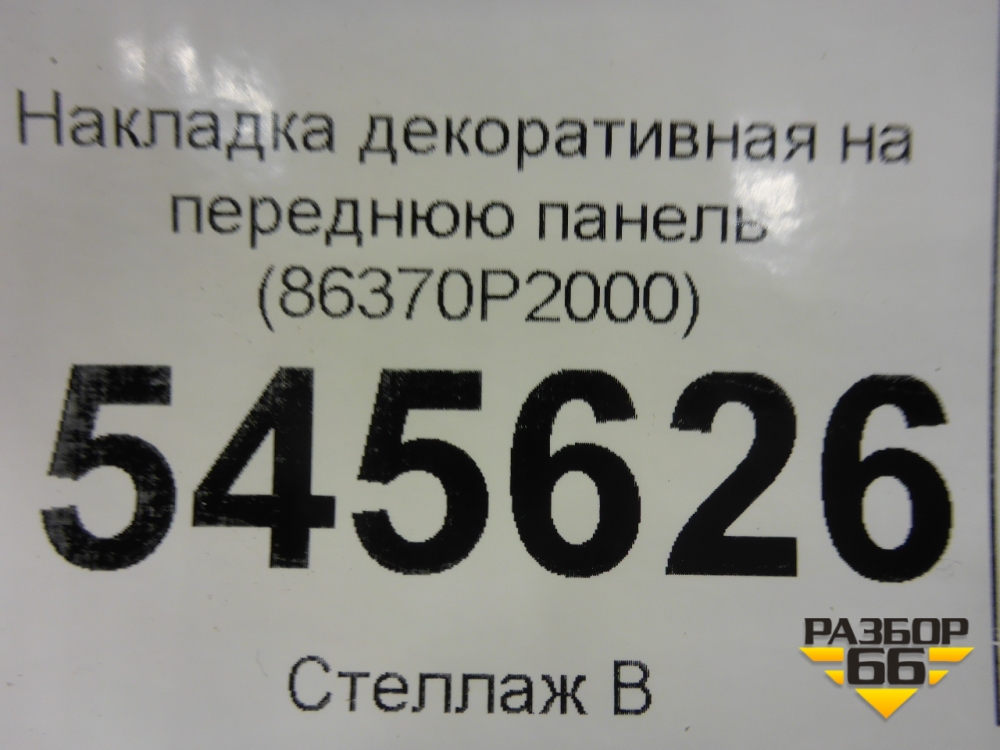 Накладка декоративная на
переднюю панель
(86370P2000)
545626
Стеллаж В
РАЗБОР
66